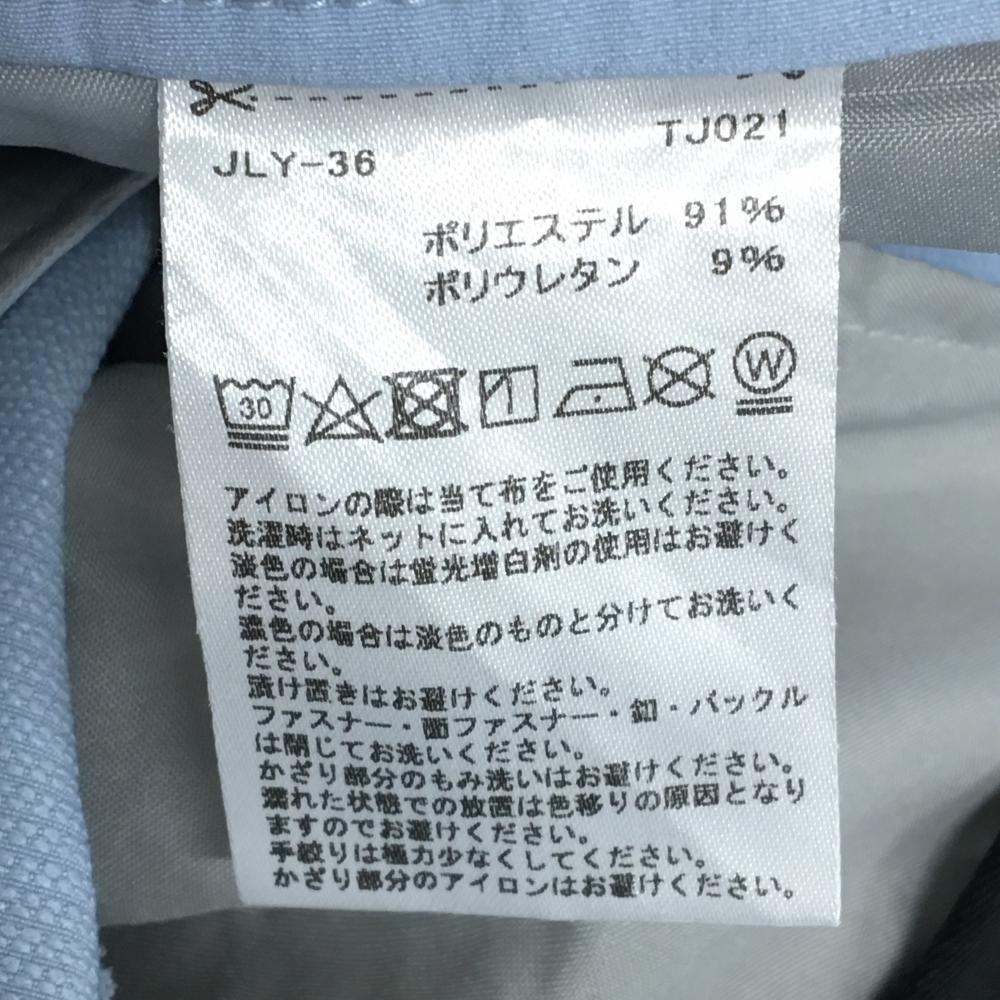 TJ021
JLY-36
ポリエステル 91%
ポリウレタン 9%
30
W
アイロンの際は当て布をご使用ください。
洗濯時はネットに入れてお洗いください。
淡色の場合は蛍光増白剤の使用はお避けく
ださい。
濃色の場合は淡色のものと分けてお洗いく
ださい。
漬け置きはお避けください。
ファスナー・面ファスナー・釦・バックル
は閉じてお洗いください。
かざり部分のもみ洗いはお避けください。
濡れた状態での放置は色移りの原因となり
ますのでお避けください。
手絞りは極力少なくしてください。
かざり部分のアイロンはお避けください。